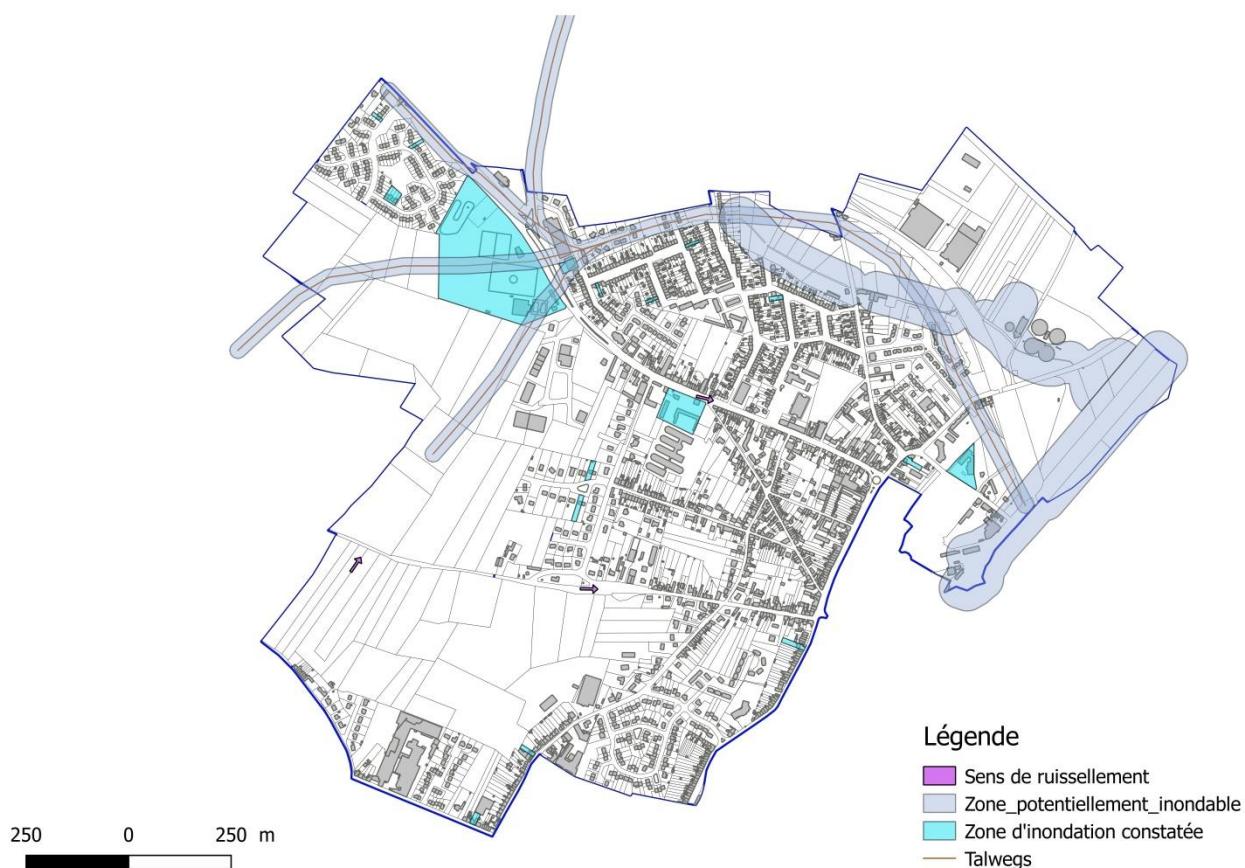 Légende
Sens de ruissellement
Zone_potentiellement_inondable
Zone d'inondation constatée
Talwegs
250 0 250 m